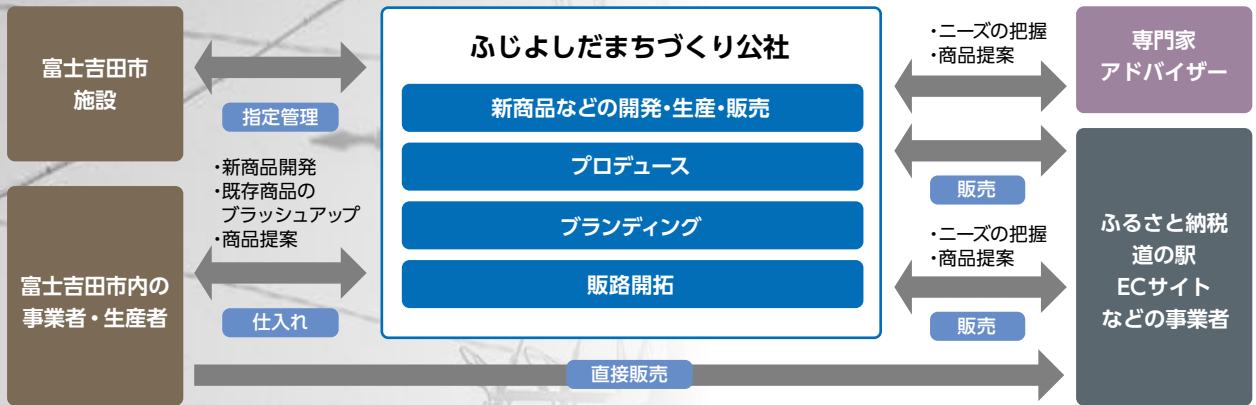 富士吉田市
施設
指定管理
・新商品開発
・既存商品の
ブラッシュアップ
・商品提案
富士吉田市内の
事業者・生産者
仕入れ
ふじよしだまちづくり公社
新商品などの開発・生産・販売
プロデュース
ブランディング
販路開拓
・ニーズの把握
・商品提案
専門家
アドバイザー
販売
・ニーズの把握
・商品提案
販売
ふるさと納税
道の駅
ECサイト
などの事業者
直接販売